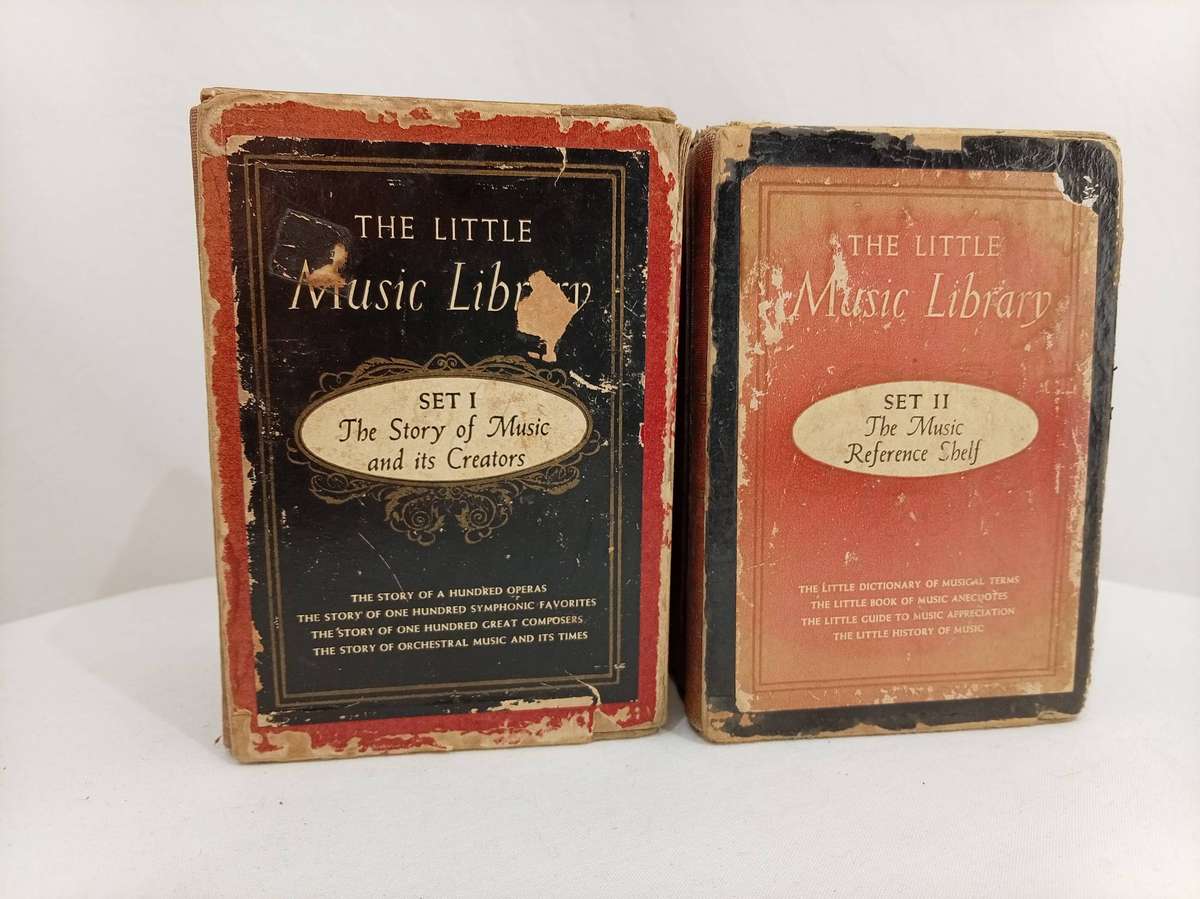 THE LITTLE
Music Library
SET I
The Story of Music
and its Creators
THE STORY OF A HUNDRED OPERAS
THE STORY OF ONE HUNDRED SYMPHONIC FAVORITES
THE STORY OF ONE HUNDRED GREAT COMPOSERS
THE STORY OF ORCHESTRAL MUSIC AND ITS TIMES
THE LITTLE
Music Library
SET II
The Music
Reference Shelf
THE LITTLE DICTIONARY OF MUSICAL TERMS
THE LITTLE BOOK OF MUSIC ANECDOTES
THE LITTLE GUIDE TO MUSIC APPRECIATION
THE LITTLE HISTORY OF MUSIC